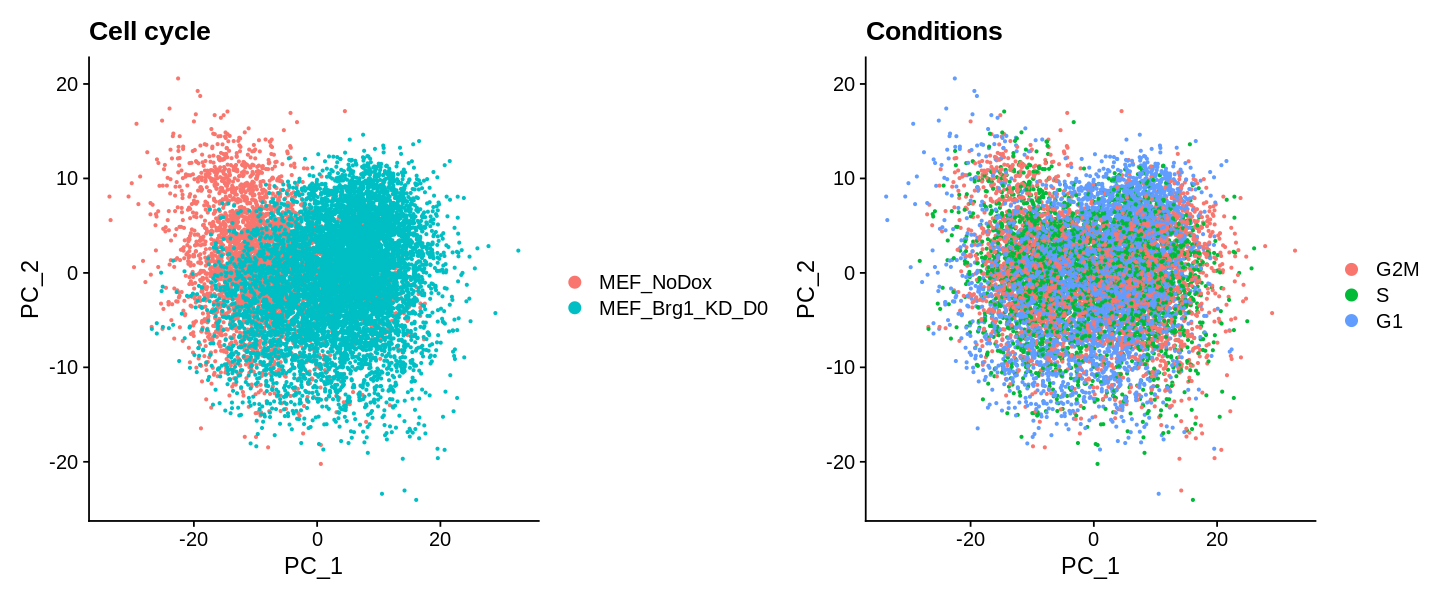 Cell cycle
20
10
0
-10
-20
PC_2
-20
0
20
PC_1
MEF_NoDox
MEF_Brg1_KD_D0
Conditions
20
10
0
-10
-20
PC_2
-20
0
20
PC_1
G2M
S
G1